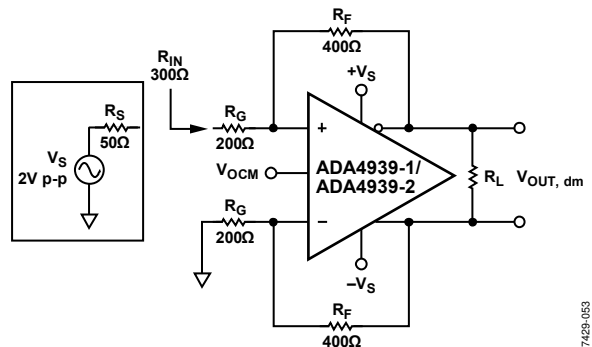 RF
400Ω
RIN
300Ω
+VS
RS
50Ω
RG
200Ω
+
VS
2V p-p
VOCM
ADA4939-1/
ADA4939-2
RL
VOUT, dm
RG
200Ω
−
−VS
RF
400Ω
7429-053